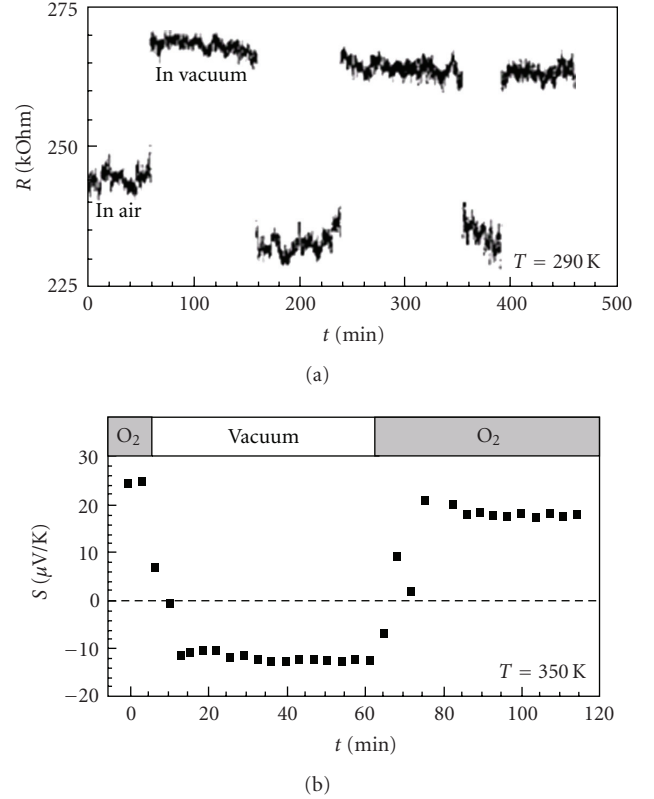 275
250
225
R (kOhm)
In vacuum
In air
T = 290 K
0 100 200 300 400 500
t (min)
(a)
O₂ Vacuum O₂
30
20
10
0
−10
−20
S (μV/K)
T = 350 K
0 20 40 60 80 100 120
t (min)
(b)